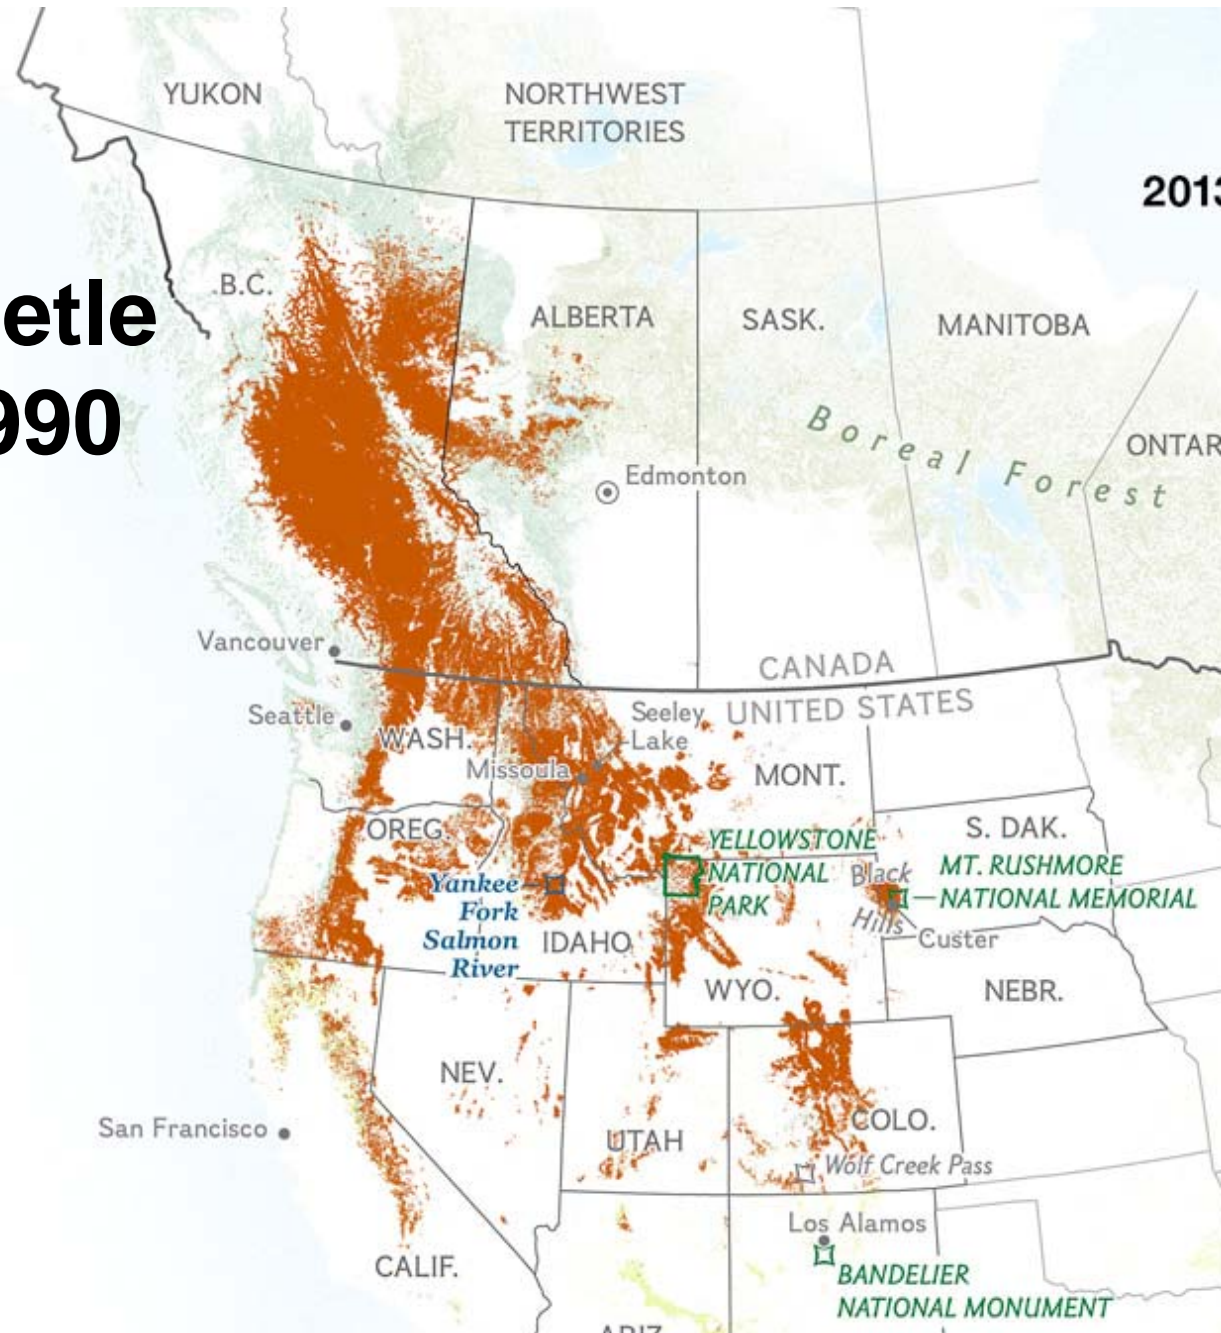 YUKON
NORTHWEST
TERRITORIES
2013
B.C.
etle
990
ALBERTA
SASK.
MANITOBA
Boreal Forest
ONTAR
Edmonton
Vancouver
CANADA
UNITED STATES
Seattle
WASH.
Seeley
Lake
Missoula
MONT.
OREG.
S. DAK.
YELLOWSTONE
NATIONAL
PARK
Black
Hills
MT. RUSHMORE
NATIONAL MEMORIAL
Custer
Yankee
Fork
Salmon
River
IDAHO
WYO.
NEBR.
NEV.
San Francisco
UTAH
COLO.
Wolf Creek Pass
Los Alamos
CALIF.
BANDELIER
NATIONAL MONUMENT
ARIZ.